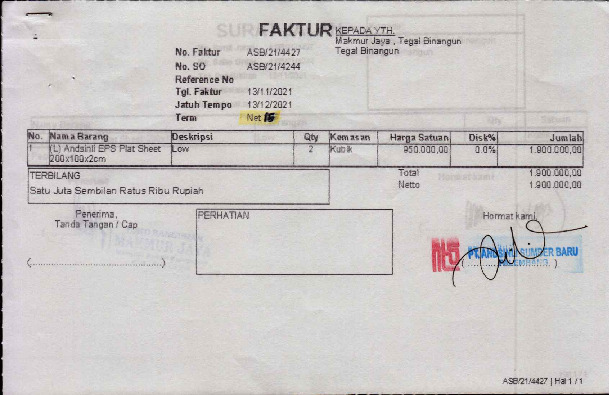 FAKTUR
KEPADA YTH.
Makmur Jaya , Tegal Binangun
Tegal Binangun
No. Faktur ASB/21/4427
No. SO ASB/21/4244
Reference No
Tgl. Faktur 13/11/2021
Jatuh Tempo 13/12/2021
Term Net 15
No. Nama Barang Deskripsi Qty Kemasan Harga Satuan Disk% Jumlah
1 (L) Andsinil EPS Plat Sheet Low 2 Kubik 950.000,00 0.0% 1.900.000,00
200x100x2cm
TERBILANG
Satu Juta Sembilan Ratus Ribu Rupiah
Total 1.900.000,00
Netto 1.900.000,00
Penerima,
Tanda Tangan / Cap
(....................................................)
PERHATIAN
Hormat kami,
SUMBER BARU
ASB/21/4427 | Hal 1 / 1